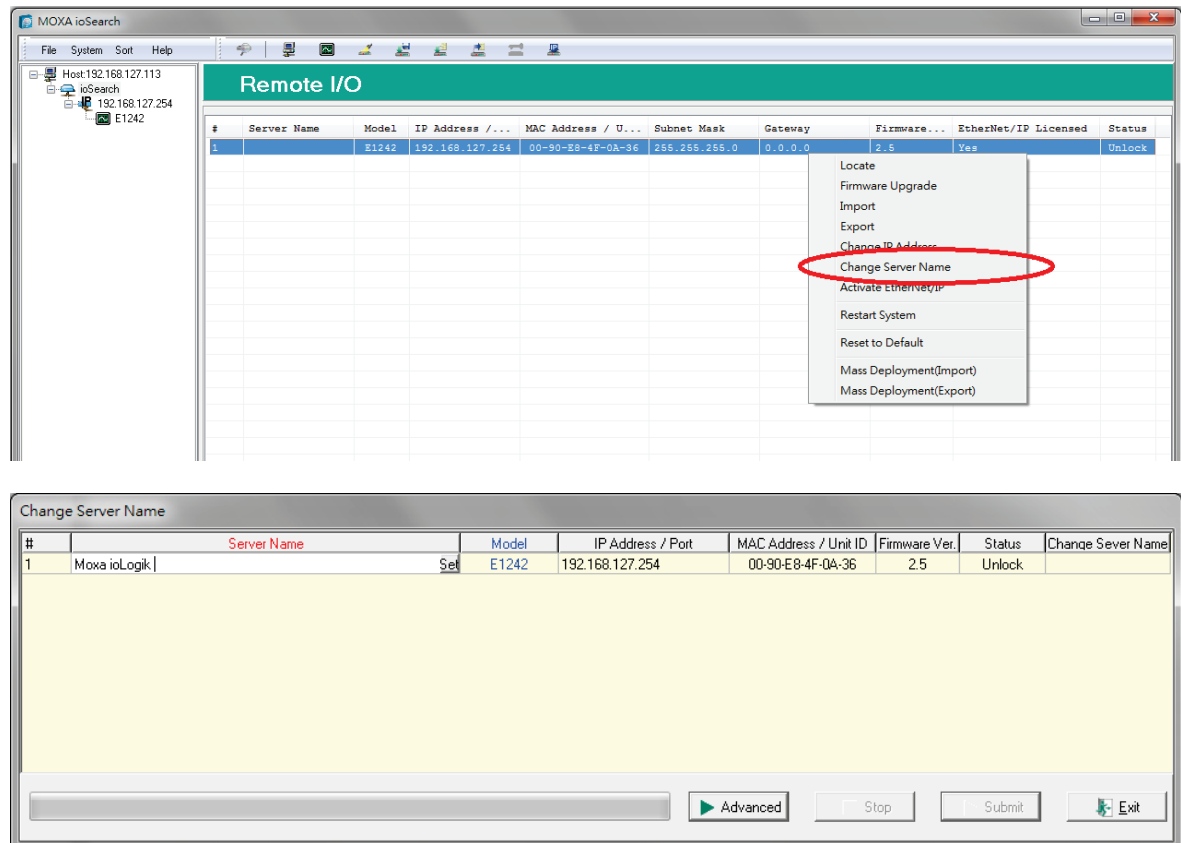 MOXA ioSearch
File System Sort Help
Host:192.168.127.113
ioSearch
192.168.127.254
E1242
Remote I/O
# Server Name Model IP Address /... MAC Address / U... Subnet Mask Gateway Firmware... EtherNet/IP Licensed Status
1 E1242 192.168.127.254 00-90-E8-4F-0A-36 255.255.255.0 0.0.0.0 2.5 Yes Unlock
Locate
Firmware Upgrade
Import
Export
Change IP Address
Change Server Name
Activate EtherNet/IP
Restart System
Reset to Default
Mass Deployment(Import)
Mass Deployment(Export)
Change Server Name
# Server Name Model IP Address / Port MAC Address / Unit ID Firmware Ver. Status Change Sever Name
1 Moxa ioLogik Set E1242 192.168.127.254 00-90-E8-4F-0A-36 2.5 Unlock
Advanced Stop Submit Exit